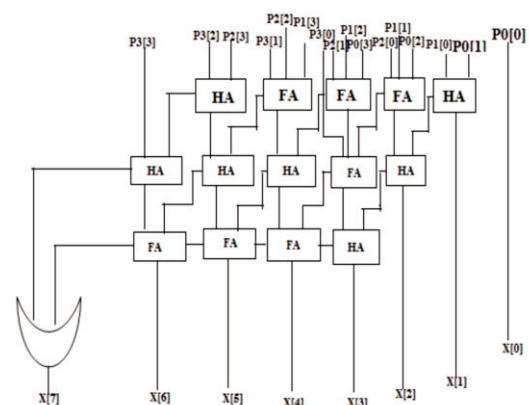 P3[3]
P3[2]
P2[3]
P3[1]
P2[2]
P1[3]
P3[0]
P2[1]
P1[2]
P0[3]
P2[0]
P1[1]
P0[2]
P1[0]
P0[1]
P0[0]
HA
FA
FA
FA
HA
HA
HA
HA
FA
HA
FA
FA
FA
HA
X[7]
X[6]
X[5]
X[4]
X[3]
X[2]
X[1]
X[0]